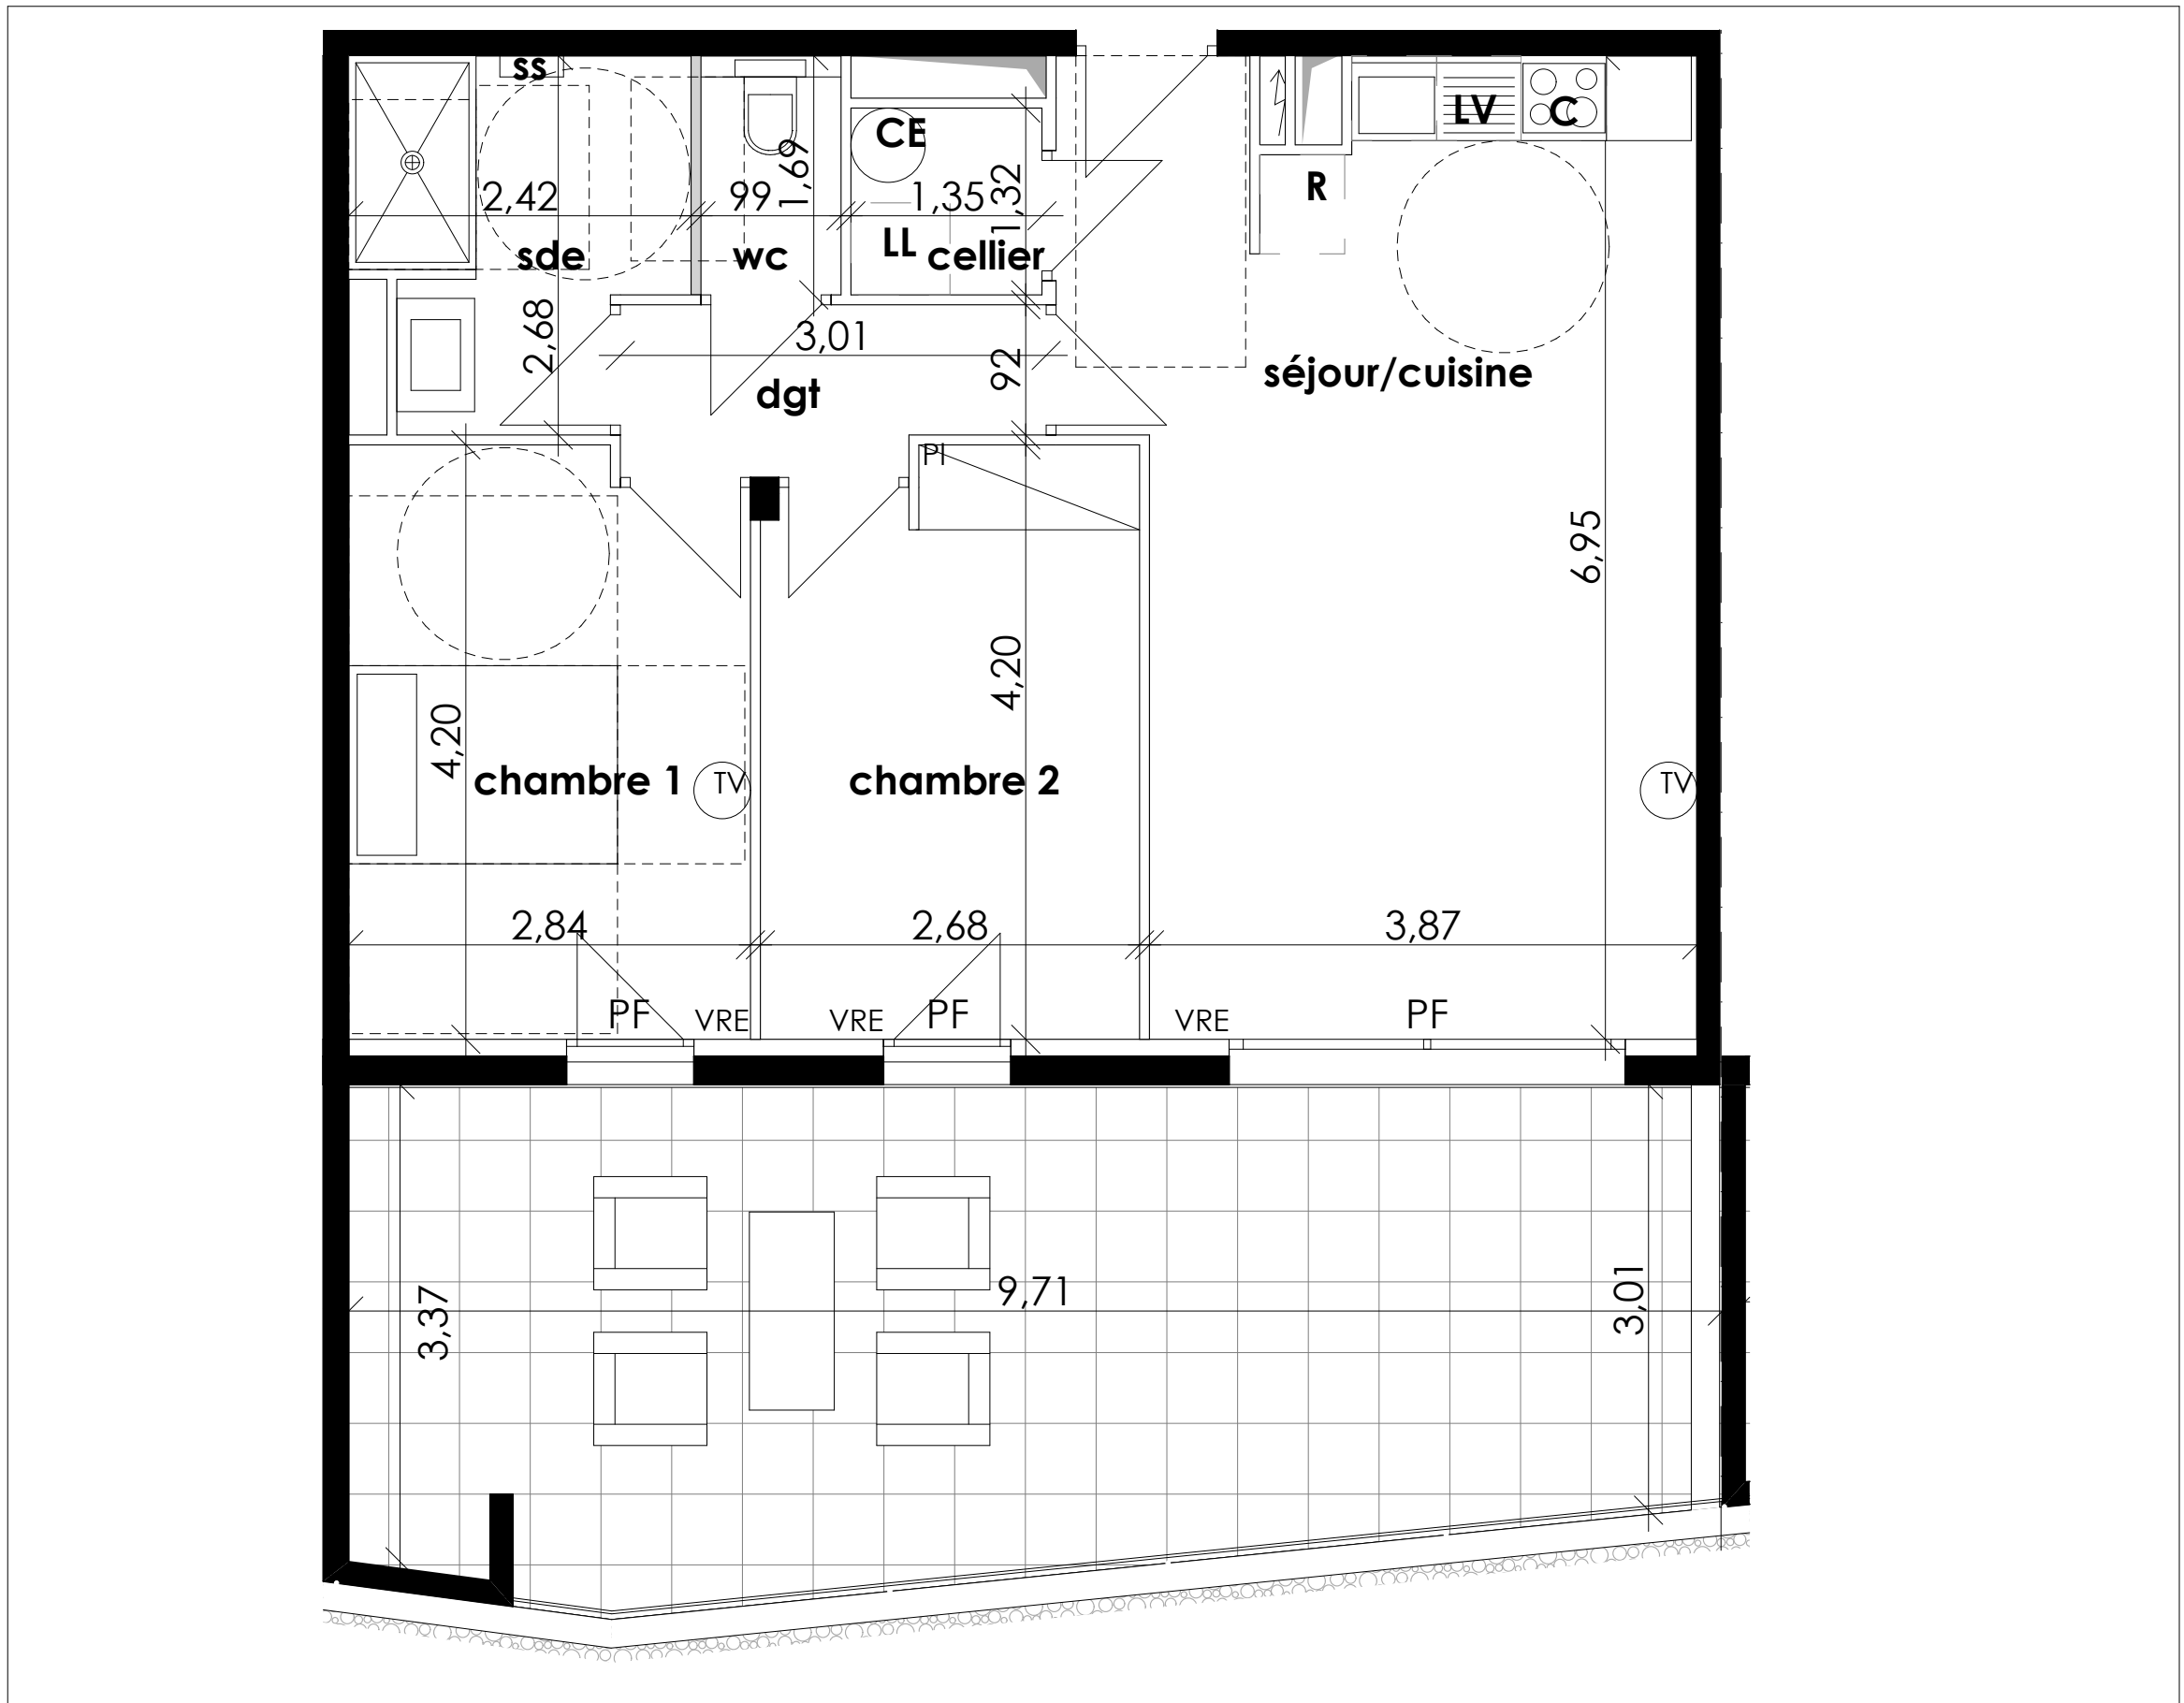 ss
LV
C
CE
1,69
R
2,42
99
1,35
1,32
sde
wc
LL
cellier
2,68
3,01
92
séjour/cuisine
dgt
Pl
6,95
4,20
4,20
chambre 1
TV
chambre 2
TV
2,84
2,68
3,87
PF
VRE
VRE
PF
VRE
PF
9,71
3,37
3,01